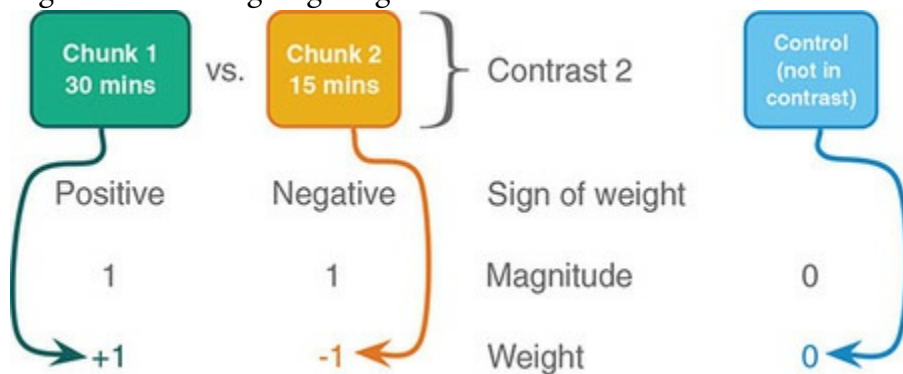 Chunk 1
30 mins
vs.
Chunk 2
15 mins
Contrast 2
Control
(not in
contrast)
Positive Negative Sign of weight
1 1 Magnitude 0
+1 -1 Weight 0